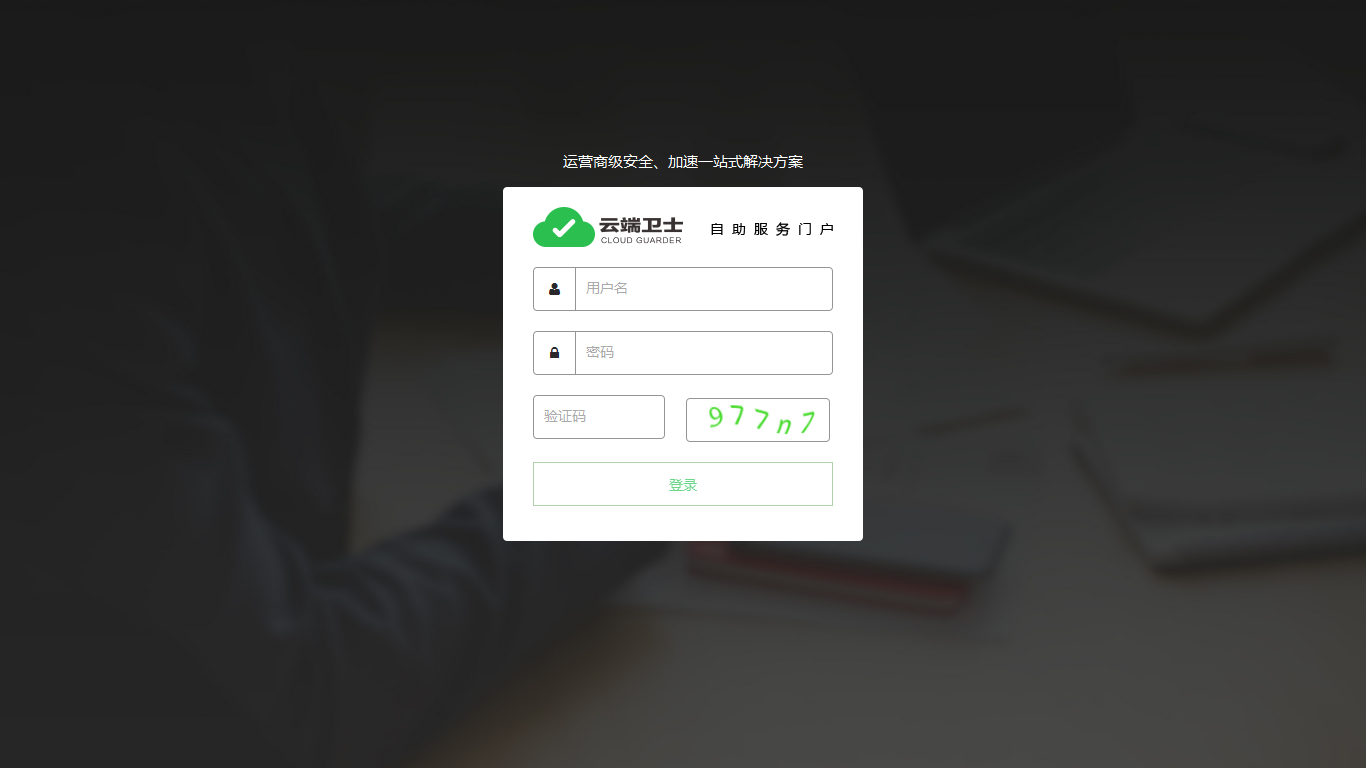 运营商级安全、加速一站式解决方案
云端卫士
CLOUD GUARDER
自助服务门户
用户名
密码
验证码
977n7
登录